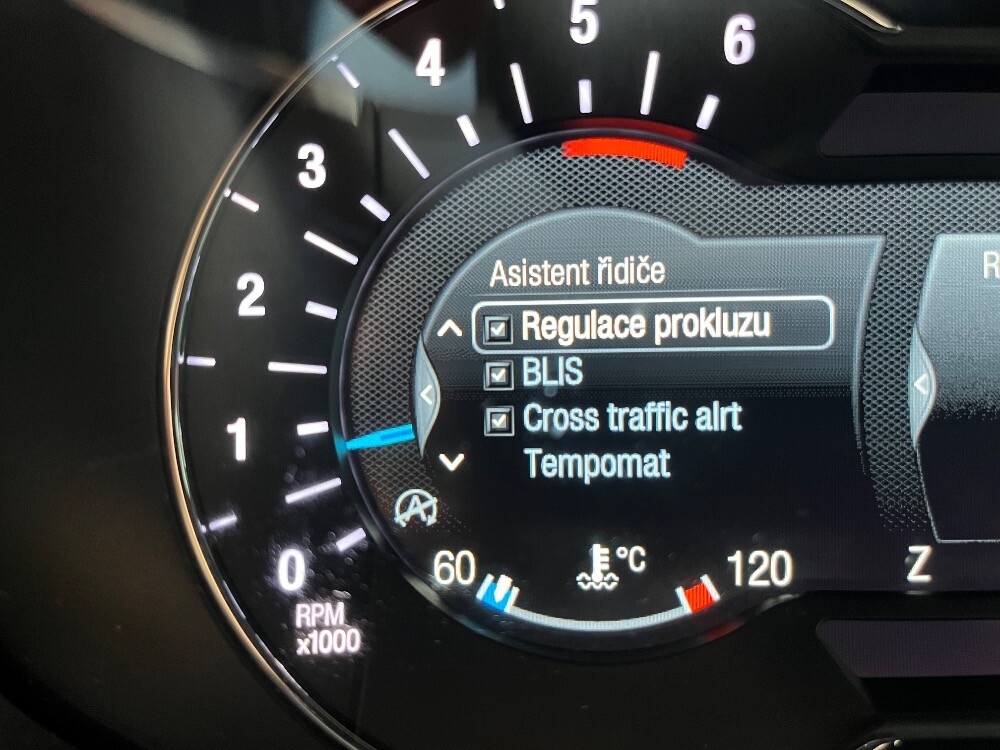 6
5
4
3
2
1
0
RPM
x1000
Asistent řidiče
Regulace prokluzu
BLIS
Cross traffic alrt
Tempomat
A
60
°C
120
Z
R